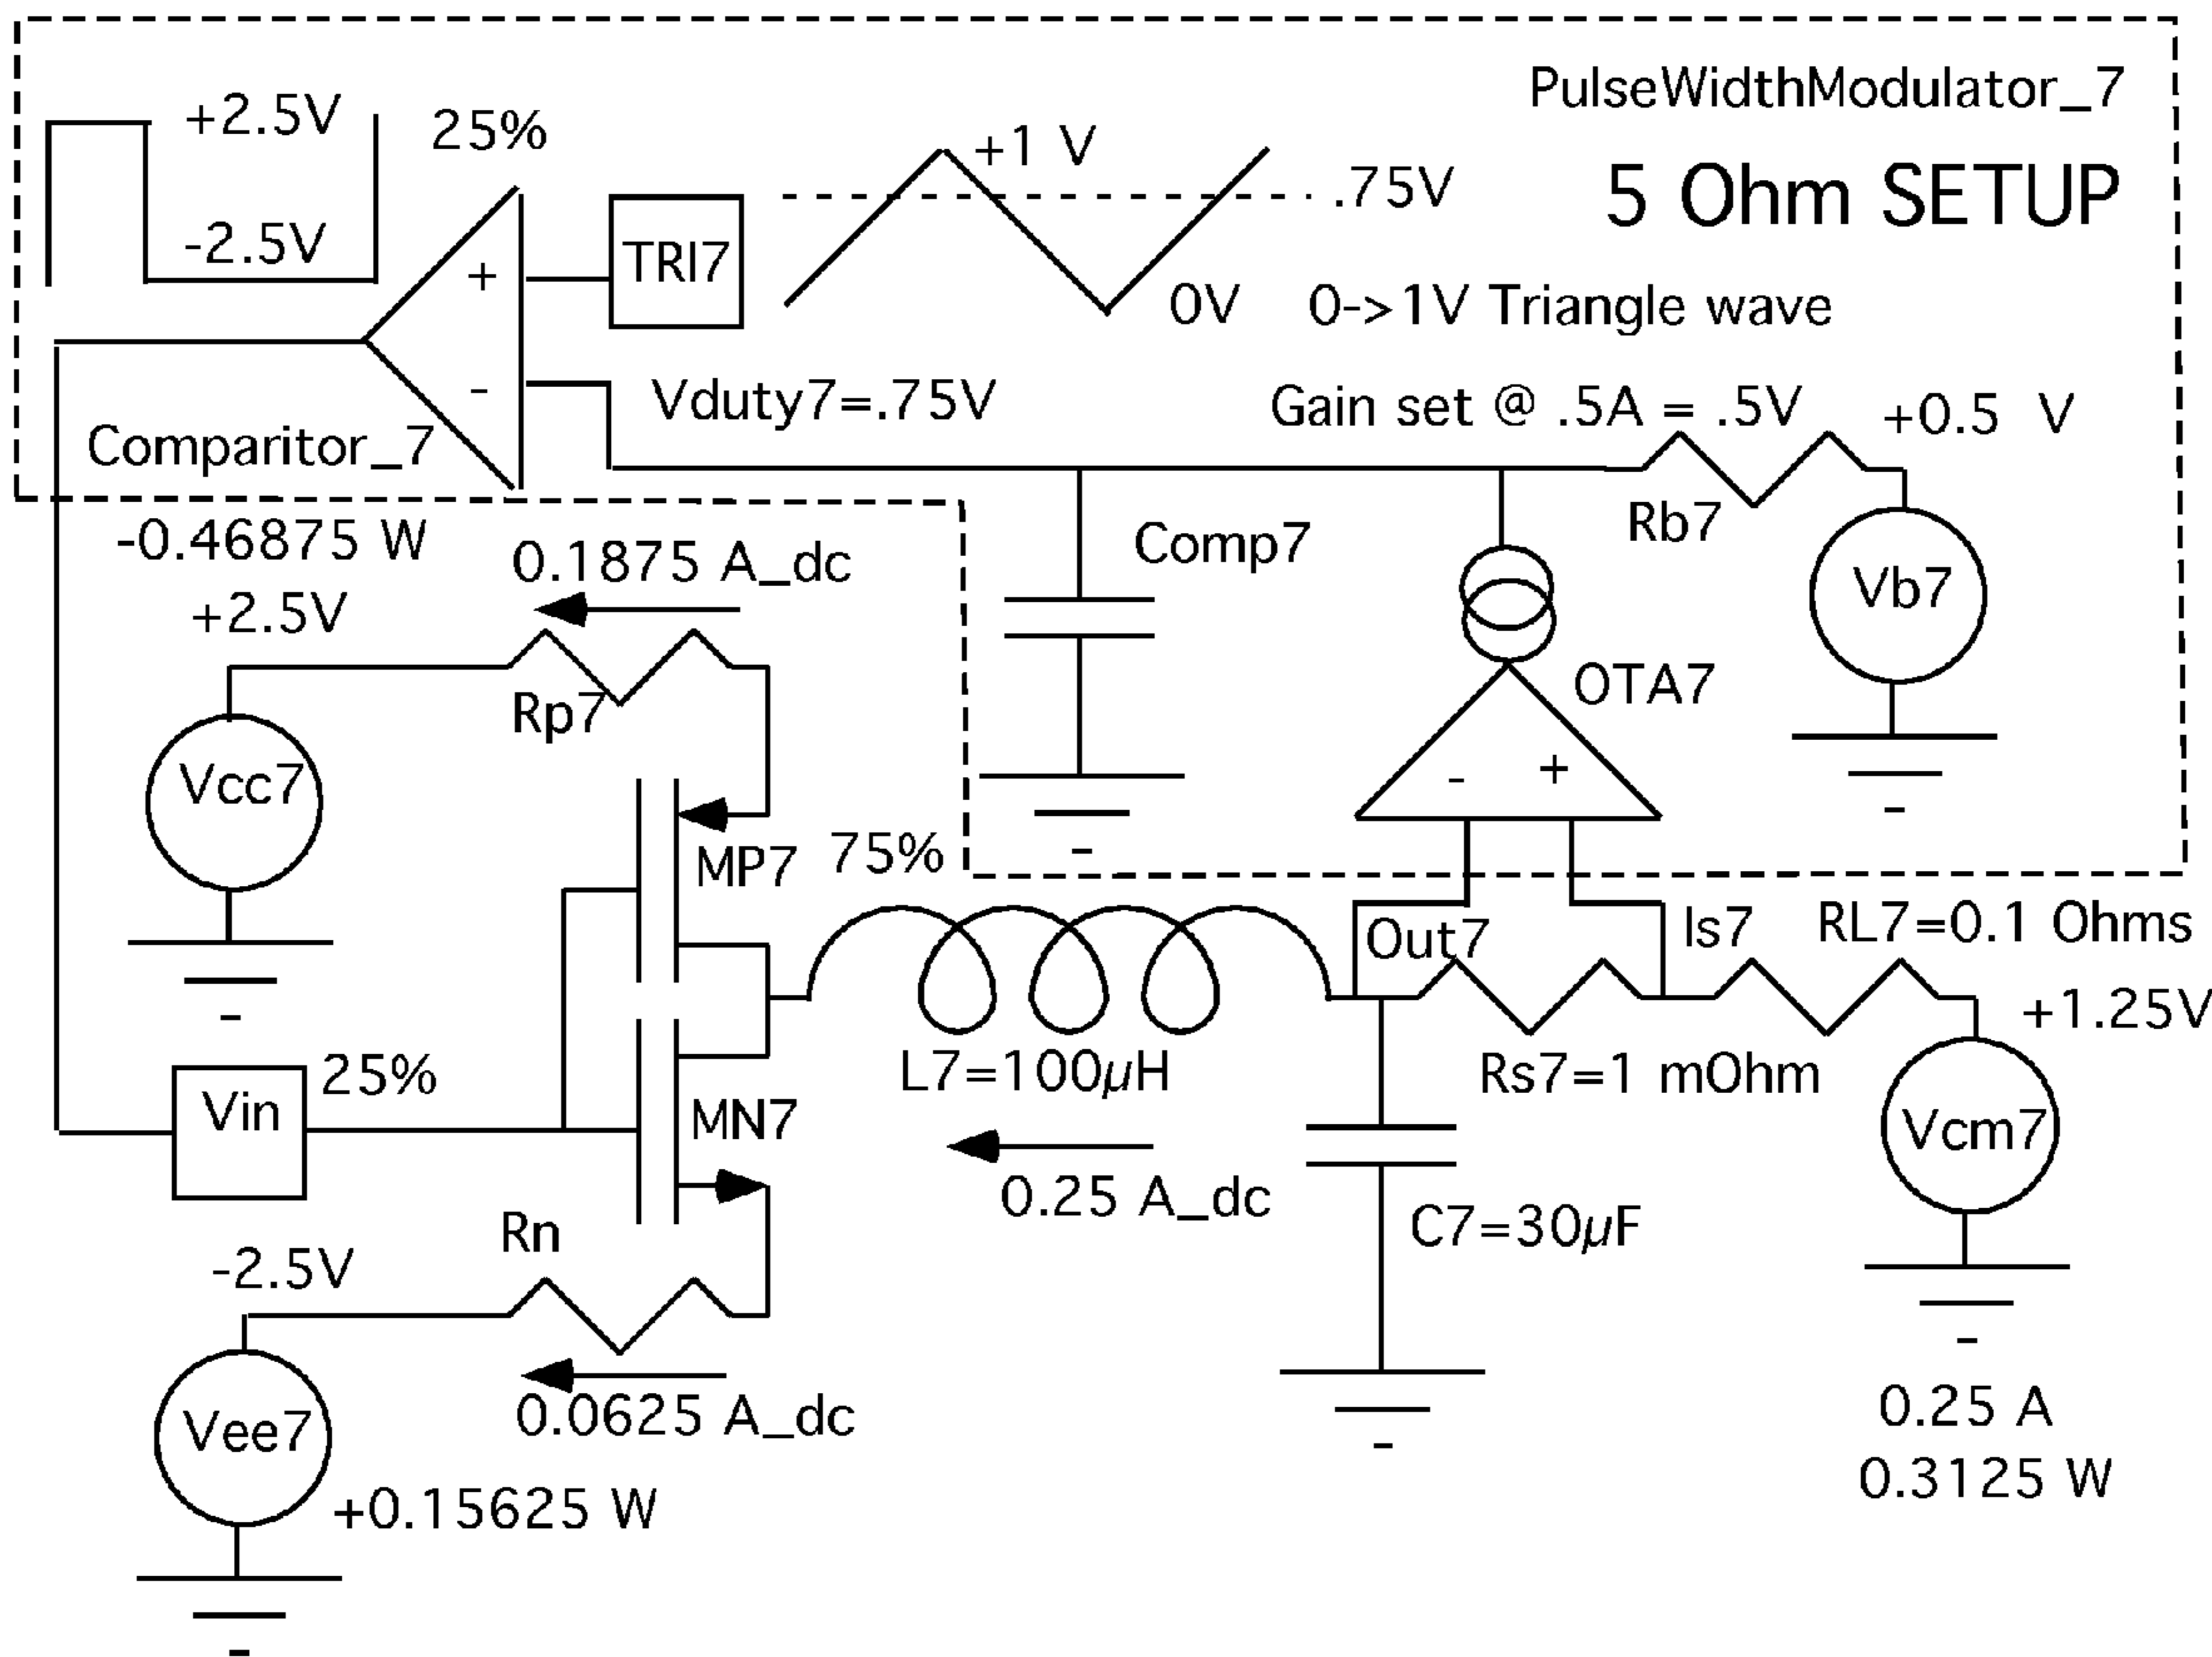 PulseWidthModulator_7
5 Ohm SETUP
+2.5V
25%
-2.5V
+
TRI7
+1 V
.75V
0V
0->1V Triangle wave
-
Vduty7=.75V
Comparitor_7
Gain set @ .5A = .5V
+0.5 V
Rb7
Vb7
-
Comp7
-
OTA7
- +
-0.46875 W
0.1875 A_dc
+2.5V
Rp7
Vcc7
-
MP7
75%
Out7
Is7
RL7=0.1 Ohms
+1.25V
L7=100µH
Rs7=1 mOhm
Vcm7
-
Vin
25%
MN7
0.25 A_dc
C7=30µF
-
Rn
-2.5V
0.0625 A_dc
Vee7
+0.15625 W
-
0.25 A
0.3125 W